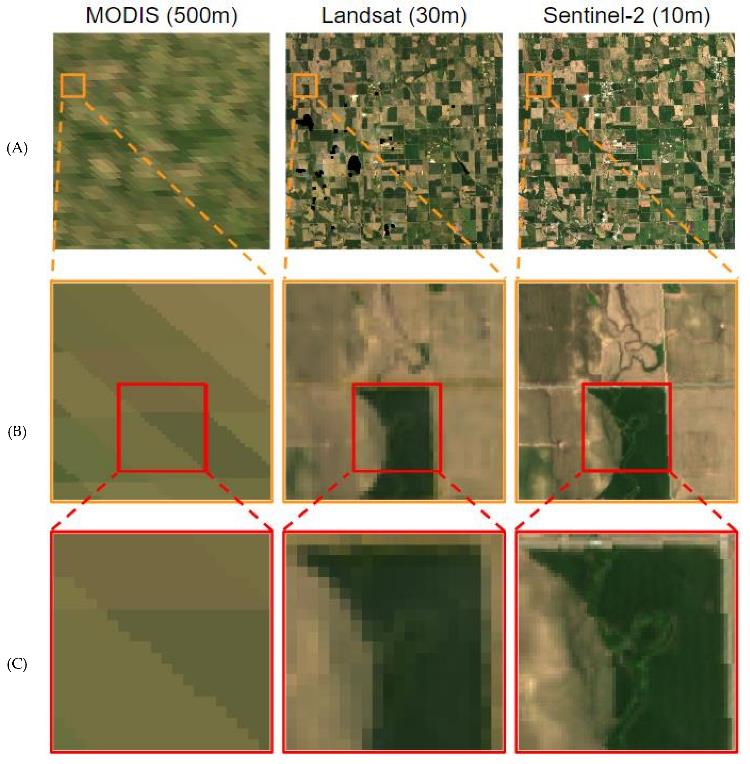 MODIS (500m) Landsat (30m) Sentinel-2 (10m)
(A)
(B)
(C)